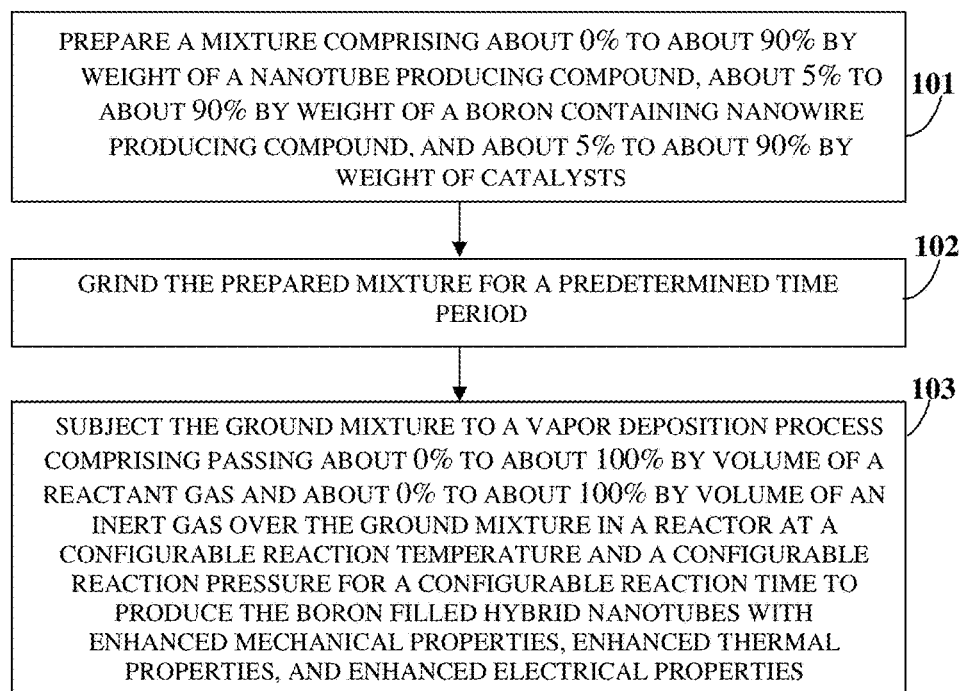 PREPARE A MIXTURE COMPRISING ABOUT 0% TO ABOUT 90% BY
WEIGHT OF A NANOTUBE PRODUCING COMPOUND, ABOUT 5% TO
ABOUT 90% BY WEIGHT OF A BORON CONTAINING NANOWIRE
PRODUCING COMPOUND, AND ABOUT 5% TO ABOUT 90% BY
WEIGHT OF CATALYSTS
101
GRIND THE PREPARED MIXTURE FOR A PREDETERMINED TIME
PERIOD
102
SUBJECT THE GROUND MIXTURE TO A VAPOR DEPOSITION PROCESS
COMPRISING PASSING ABOUT 0% TO ABOUT 100% BY VOLUME OF A
REACTANT GAS AND ABOUT 0% TO ABOUT 100% BY VOLUME OF AN
INERT GAS OVER THE GROUND MIXTURE IN A REACTOR AT A
CONFIGURABLE REACTION TEMPERATURE AND A CONFIGURABLE
REACTION PRESSURE FOR A CONFIGURABLE REACTION TIME TO
PRODUCE THE BORON FILLED HYBRID NANOTUBES WITH
ENHANCED MECHANICAL PROPERTIES, ENHANCED THERMAL
PROPERTIES, AND ENHANCED ELECTRICAL PROPERTIES
103